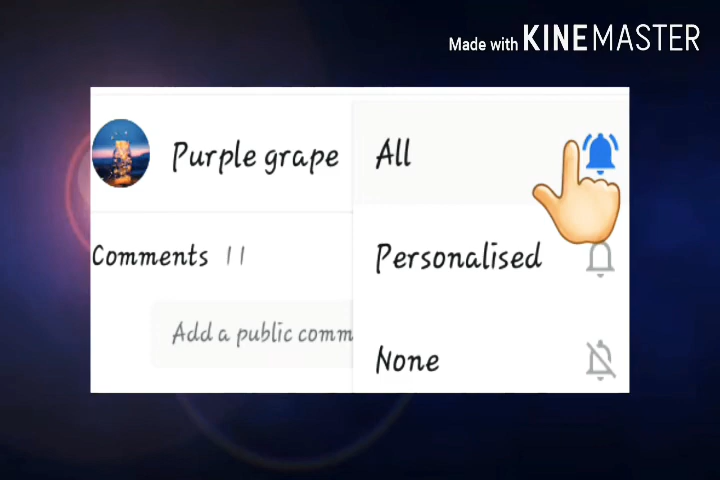 Made with KINEMASTER
Purple grape
All
Comments 11
Personalised
Add a public comm
None